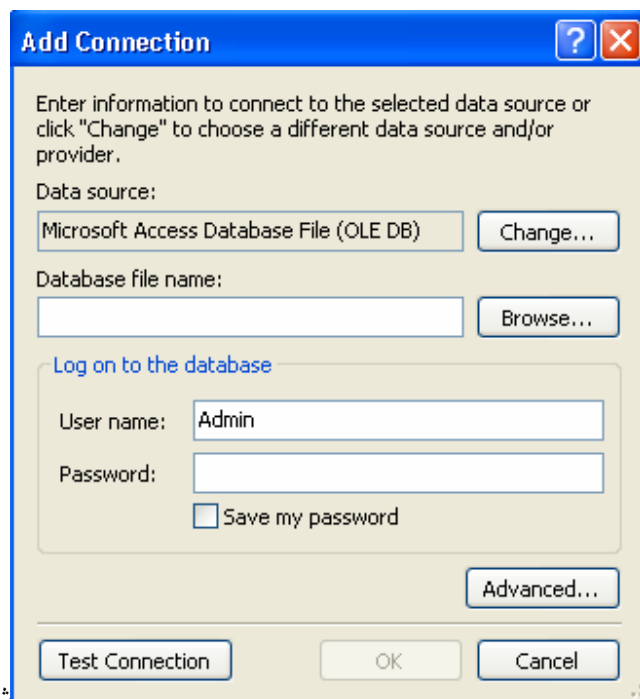 Add Connection
Enter information to connect to the selected data source or
click "Change" to choose a different data source and/or
provider.
Data source:
Microsoft Access Database File (OLE DB)
Change...
Database file name:
Browse...
Log on to the database
User name:
Admin
Password:
Save my password
Advanced...
Test Connection
OK
Cancel